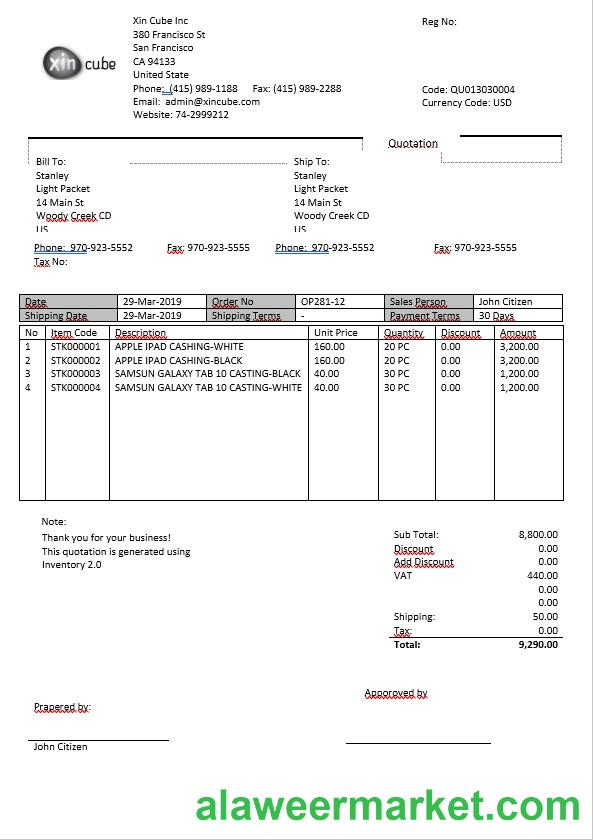 Xin Cube Inc
380 Francisco St
San Francisco
CA 94133
United State
Phone: (415) 989-1188 Fax: (415) 989-2288
Email: admin@xincube.com
Website: 74-2999212
Reg No:
Code: QU013030004
Currency Code: USD
xin cube
Quotation
Bill To:
Stanley
Light Packet
14 Main St
Woody Creek CD
US
Phone: 970-923-5552 Fax: 970-923-5555
Tax No:
Ship To:
Stanley
Light Packet
14 Main St
Woody Creek CD
US
Phone: 970-923-5552 Fax: 970-923-5555
Date 29-Mar-2019 Order No OP281-12 Sales Person John Citizen
Shipping Date 29-Mar-2019 Shipping Terms - Payment Terms 30 Days
No Item Code Description Unit Price Quantity Discount Amount
1 STK000001 APPLE IPAD CASHING-WHITE 160.00 20 PC 0.00 3,200.00
2 STK000002 APPLE IPAD CASHING-BLACK 160.00 20 PC 0.00 3,200.00
3 STK000003 SAMSUN GALAXY TAB 10 CASTING-BLACK 40.00 30 PC 0.00 1,200.00
4 STK000004 SAMSUN GALAXY TAB 10 CASTING-WHITE 40.00 30 PC 0.00 1,200.00
Note:
Thank you for your business!
This quotation is generated using
Inventory 2.0
Sub Total: 8,800.00
Discount 0.00
Add Discount 0.00
VAT 440.00
0.00
0.00
Shipping: 50.00
Tax: 0.00
Total: 9,290.00
Prapered by:
John Citizen
Apporoved by
alaweermarket.com